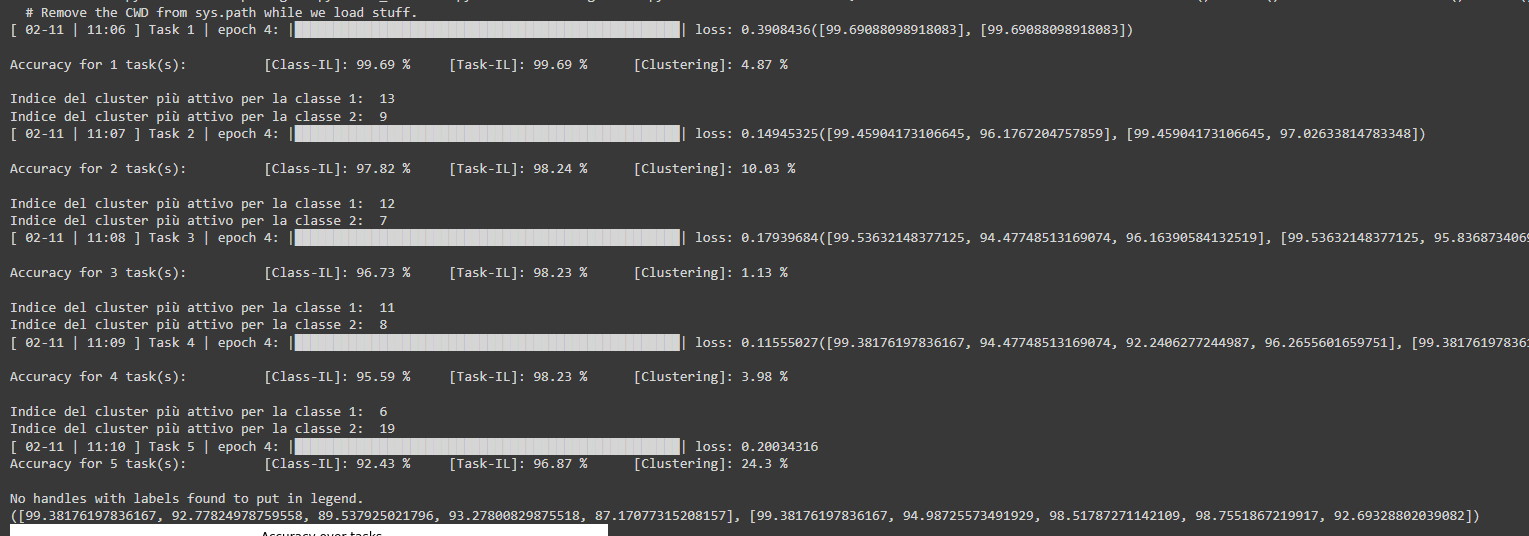 # Remove the CWD from sys.path while we load stuff.
[ 02-11 | 11:06 ] Task 1 | epoch 4: |██████████████████████████████████████████████████| loss: 0.3908436([99.69088098918083], [99.69088098918083])
Accuracy for 1 task(s): [Class-IL]: 99.69 % [Task-IL]: 99.69 % [Clustering]: 4.87 %
Indice del cluster più attivo per la classe 1: 13
Indice del cluster più attivo per la classe 2: 9
[ 02-11 | 11:07 ] Task 2 | epoch 4: |██████████████████████████████████████████████████| loss: 0.14945325([99.45904173106645, 96.1767204757859], [99.45904173106645, 97.02633814783348])
Accuracy for 2 task(s): [Class-IL]: 97.82 % [Task-IL]: 98.24 % [Clustering]: 10.03 %
Indice del cluster più attivo per la classe 1: 12
Indice del cluster più attivo per la classe 2: 7
[ 02-11 | 11:08 ] Task 3 | epoch 4: |██████████████████████████████████████████████████| loss: 0.17939684([99.53632148377125, 94.47748513169074, 96.16390584132519], [99.53632148377125, 95.8368734069
Accuracy for 3 task(s): [Class-IL]: 96.73 % [Task-IL]: 98.23 % [Clustering]: 1.13 %
Indice del cluster più attivo per la classe 1: 11
Indice del cluster più attivo per la classe 2: 8
[ 02-11 | 11:09 ] Task 4 | epoch 4: |██████████████████████████████████████████████████| loss: 0.11555027([99.38176197836167, 94.47748513169074, 92.2406277244987, 96.2655601659751], [99.3817619783616
Accuracy for 4 task(s): [Class-IL]: 95.59 % [Task-IL]: 98.23 % [Clustering]: 3.98 %
Indice del cluster più attivo per la classe 1: 6
Indice del cluster più attivo per la classe 2: 19
[ 02-11 | 11:10 ] Task 5 | epoch 4: |██████████████████████████████████████████████████| loss: 0.20034316
Accuracy for 5 task(s): [Class-IL]: 92.43 % [Task-IL]: 96.87 % [Clustering]: 24.3 %
No handles with labels found to put in legend.
([99.38176197836167, 92.77824978759558, 89.537925021796, 93.27800829875518, 87.17077315208157], [99.38176197836167, 94.98725573491929, 98.51787271142109, 98.7551867219917, 92.69328802039082])
Accuracy over tasks